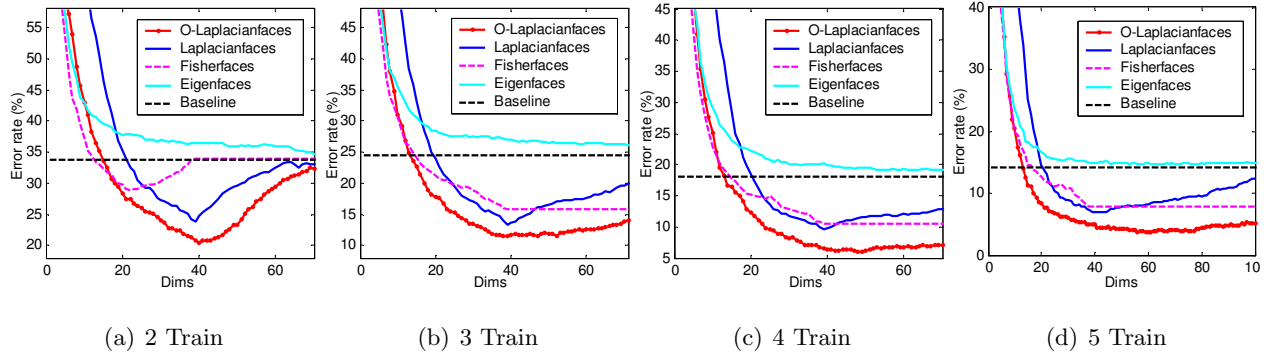 O-Laplacianfaces
Laplacianfaces
Fisherfaces
Eigenfaces
Baseline
Error rate (%)
55
50
45
40
35
30
25
20
0 20 40 60
Dims
(a) 2 Train
O-Laplacianfaces
Laplacianfaces
Fisherfaces
Eigenfaces
Baseline
Error rate (%)
45
40
35
30
25
20
15
10
0 20 40 60
Dims
(b) 3 Train
O-Laplacianfaces
Laplacianfaces
Fisherfaces
Eigenfaces
Baseline
Error rate (%)
45
40
35
30
25
20
15
10
5
0 20 40 60
Dims
(c) 4 Train
O-Laplacianfaces
Laplacianfaces
Fisherfaces
Eigenfaces
Baseline
Error rate (%)
40
30
20
10
0
0 20 40 60 80 10
Dims
(d) 5 Train